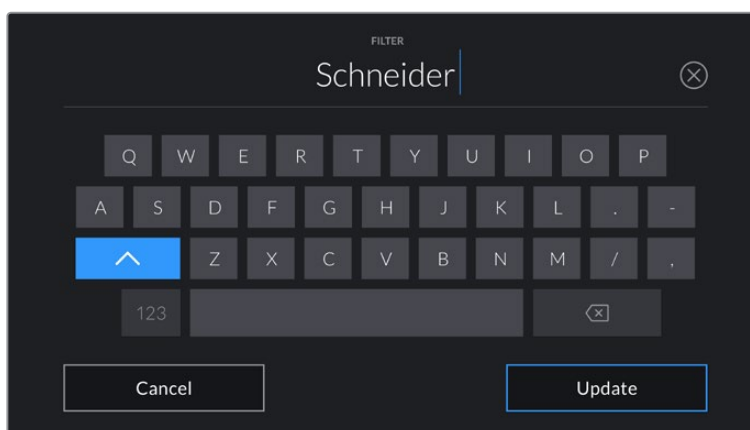 FILTER
Schneider
Q W E R T Y U I O P
A S D F G H J K L . -
Z X C V B N M / ,
123
Cancel Update